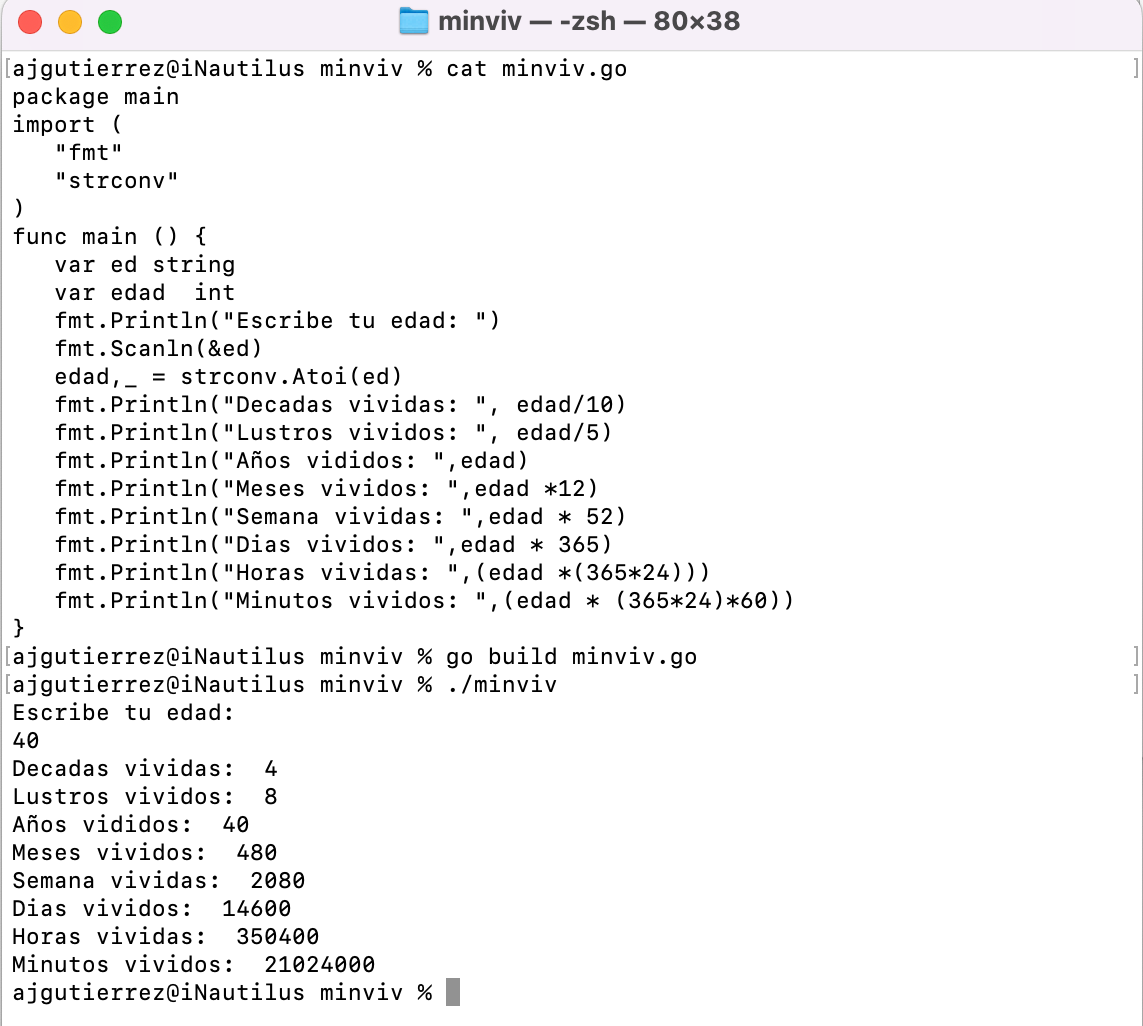 minviv — -zsh — 80×38
[ajgutierrez@iNautilus minviv % cat minviv.go ]
package main
import (
   "fmt"
   "strconv"
)
func main () {
   var ed string
   var edad  int
   fmt.Println("Escribe tu edad: ")
   fmt.Scanln(&ed)
   edad,_ = strconv.Atoi(ed)
   fmt.Println("Decadas vividas: ", edad/10)
   fmt.Println("Lustros vividos: ", edad/5)
   fmt.Println("Años vididos: ",edad)
   fmt.Println("Meses vividos: ",edad *12)
   fmt.Println("Semana vividas: ",edad * 52)
   fmt.Println("Dias vividos: ",edad * 365)
   fmt.Println("Horas vividas: ",(edad *(365*24)))
   fmt.Println("Minutos vividos: ",(edad * (365*24)*60))
}
[ajgutierrez@iNautilus minviv % go build minviv.go ]
[ajgutierrez@iNautilus minviv % ./minviv ]
Escribe tu edad:
40
Decadas vividas:  4
Lustros vividos:  8
Años vididos:  40
Meses vividos:  480
Semana vividas:  2080
Dias vividos:  14600
Horas vividas:  350400
Minutos vividos:  21024000
ajgutierrez@iNautilus minviv %